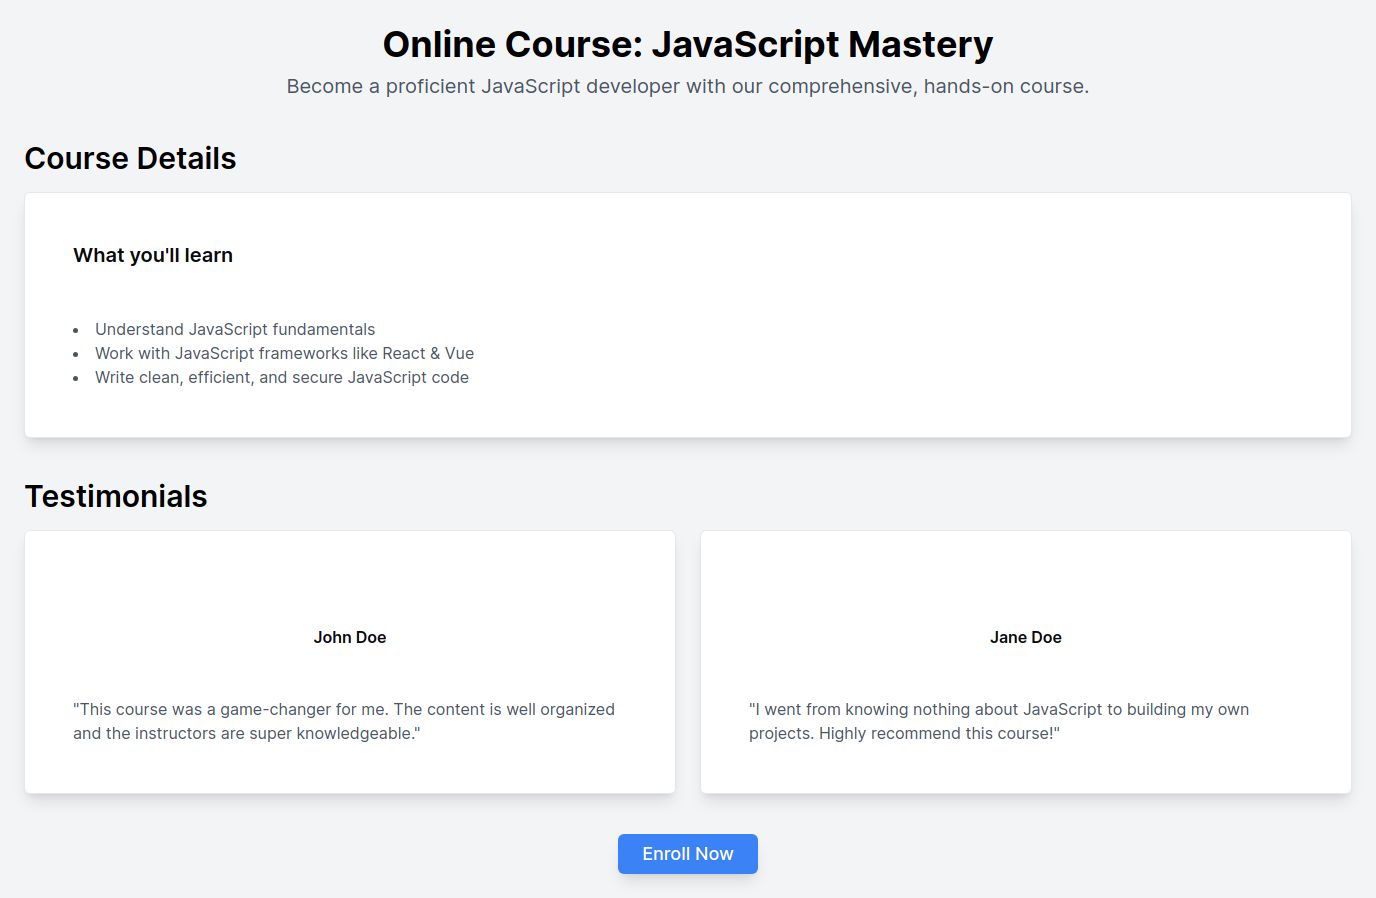 Online Course: JavaScript Mastery
Become a proficient JavaScript developer with our comprehensive, hands-on course.
Course Details
What you'll learn
• Understand JavaScript fundamentals
• Work with JavaScript frameworks like React & Vue
• Write clean, efficient, and secure JavaScript code
Testimonials
John Doe
"This course was a game-changer for me. The content is well organized
and the instructors are super knowledgeable."
Jane Doe
"I went from knowing nothing about JavaScript to building my own
projects. Highly recommend this course!"
Enroll Now